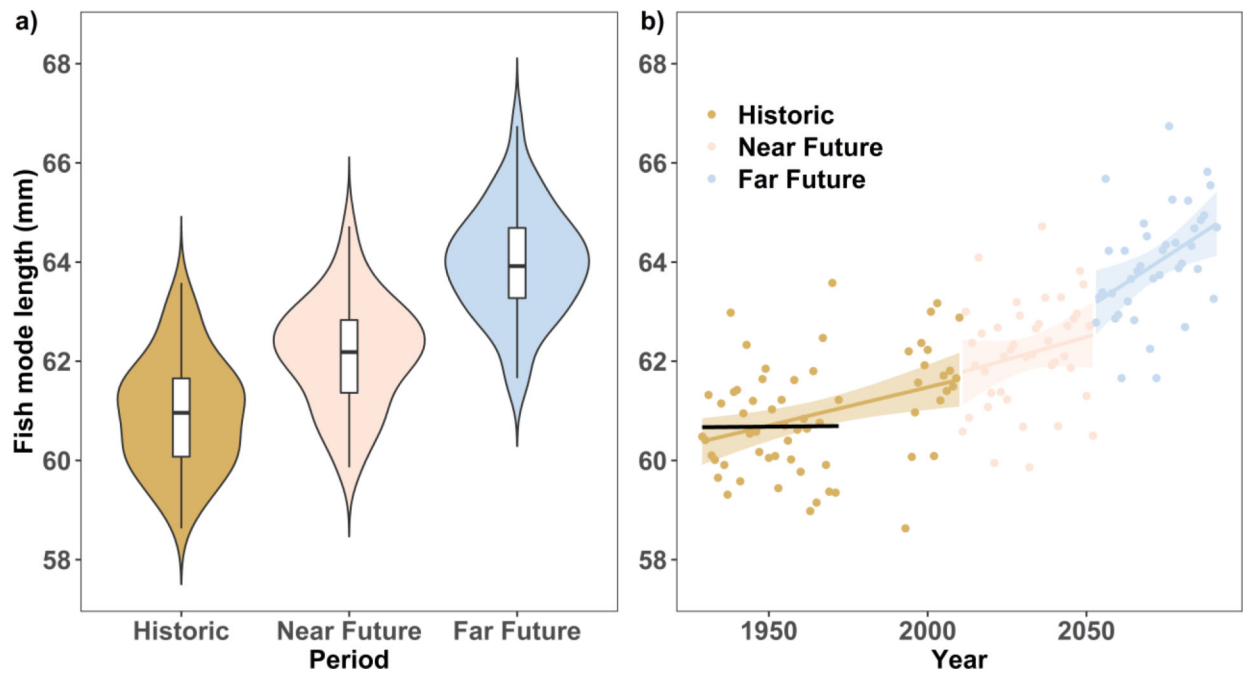 a)
Fish mode length (mm)
68
66
64
62
60
58
Historic
Near Future
Far Future
Period
b)
68
66
64
62
60
58
Historic
Near Future
Far Future
1950
2000
2050
Year